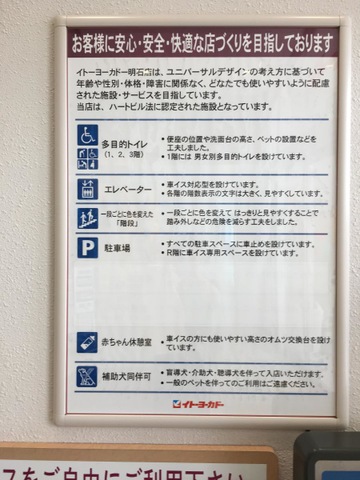 お客様に安心・安全・快適な店づくりを目指しております
イトーヨーカドー明石店は、ユニバーサルデザインの考え方に基づいて
年齢や性別・体格・障害に関係なく、どなたでも使いやすいように配慮
された施設・サービスを目指しています。
当店は、ハートビル法に認定された施設となっています。
多目的トイレ
(1、2、3階)
・便座の位置や洗面台の高さ、ベットの設置などを
工夫しました。
・1階には 男女別多目的トイレを設けています。
エレベーター
・車イス対応型を設けています。
・各階の階数表示の文字は大きく、見やすくしています。
一段ごとに色を変えた
「階段」
・一段ごとに色を変えて はっきりと見やすくすることで
踏み外しなどの危険を減らす工夫をしました。
P
駐車場
・すべての駐車スペースに車止めを設けています。
・R階に車イス専用スペースを設けています。
赤ちゃん休憩室
・車イスの方にも使いやすい高さのオムツ交換台を設け
ています。
補助犬同伴可
・盲導犬・介助犬・聴導犬を伴って入店いただけます。
・一般のペットを伴ってのご利用はご遠慮ください。
イトーヨーカドー
スをご自由にご利用下さい